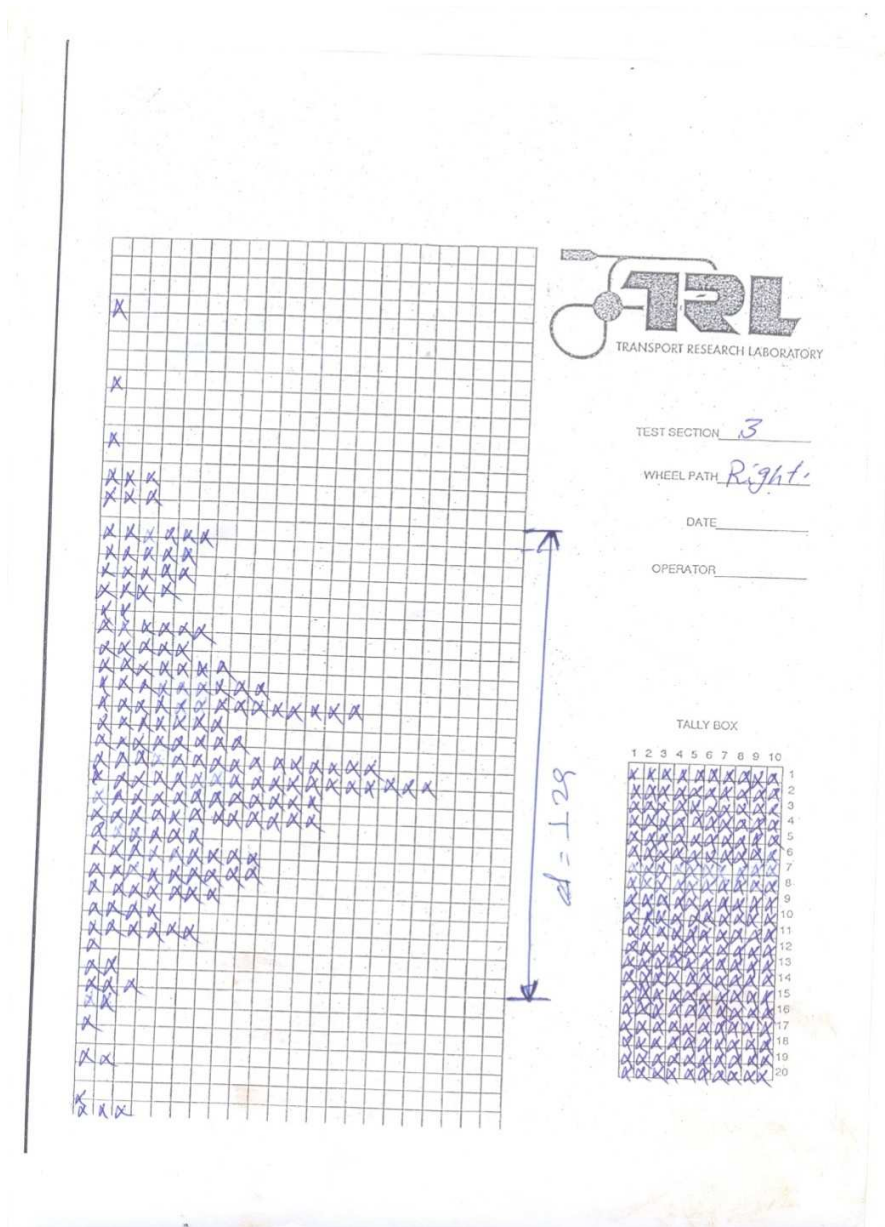 TRL
TRANSPORT RESEARCH LABORATORY
TEST SECTION 3
WHEEL PATH Right.
DATE
OPERATOR
d = 129
TALLY BOX
1 2 3 4 5 6 7 8 9 10
1
2
3
4
5
6
7
8
9
10
11
12
13
14
15
16
17
18
19
20